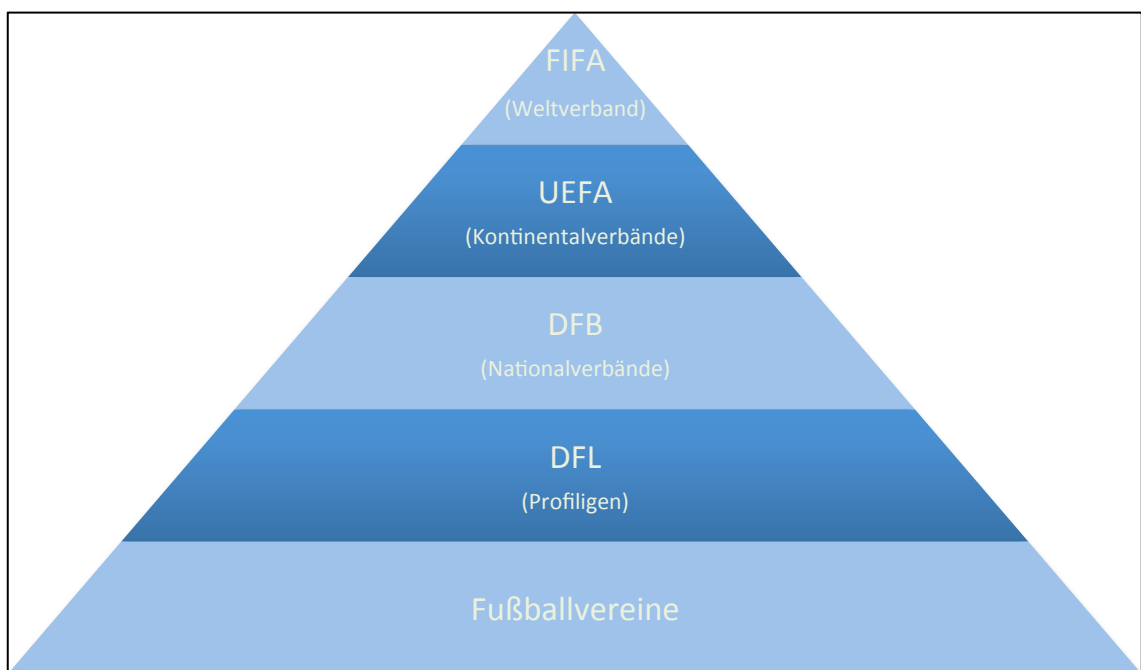 FIFA
(Weltverband)
UEFA
(Kontinentalverbände)
DFB
(Nationalverbände)
DFL
(Profiligen)
Fußballvereine